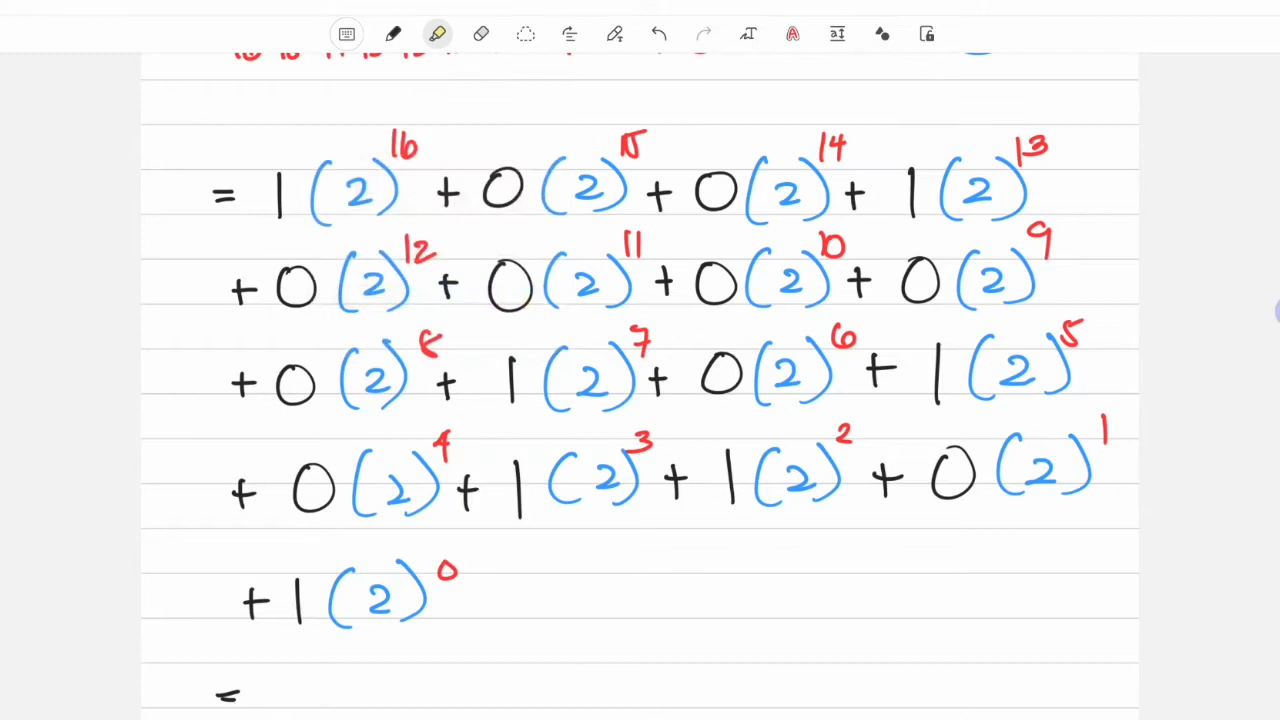 = 1 (2)^16 + 0 (2)^15 + 0 (2)^14 + 1 (2)^13
+ 0 (2)^12 + 0 (2)^11 + 0 (2)^10 + 0 (2)^9
+ 0 (2)^8 + 1 (2)^7 + 0 (2)^6 + 1 (2)^5
+ 0 (2)^4 + 1 (2)^3 + 1 (2)^2 + 0 (2)^1
+ 1 (2)^0
=